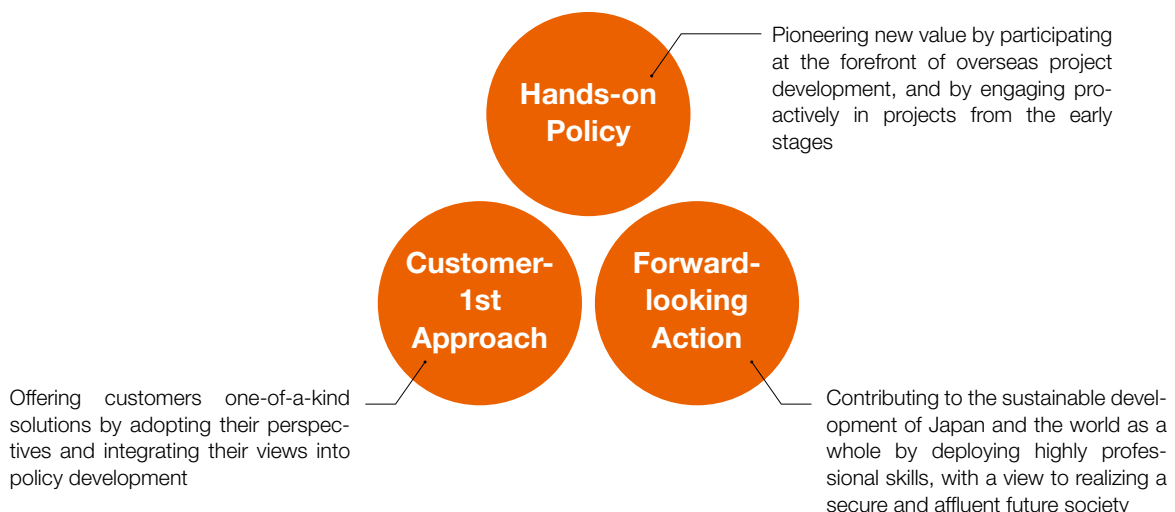 Hands-on
Policy
Pioneering new value by participating
at the forefront of overseas project
development, and by engaging pro-
actively in projects from the early
stages
Customer-
1st
Approach
Offering customers one-of-a-kind
solutions by adopting their perspec-
tives and integrating their views into
policy development
Forward-
looking
Action
Contributing to the sustainable devel-
opment of Japan and the world as a
whole by deploying highly profes-
sional skills, with a view to realizing a
secure and affluent future society